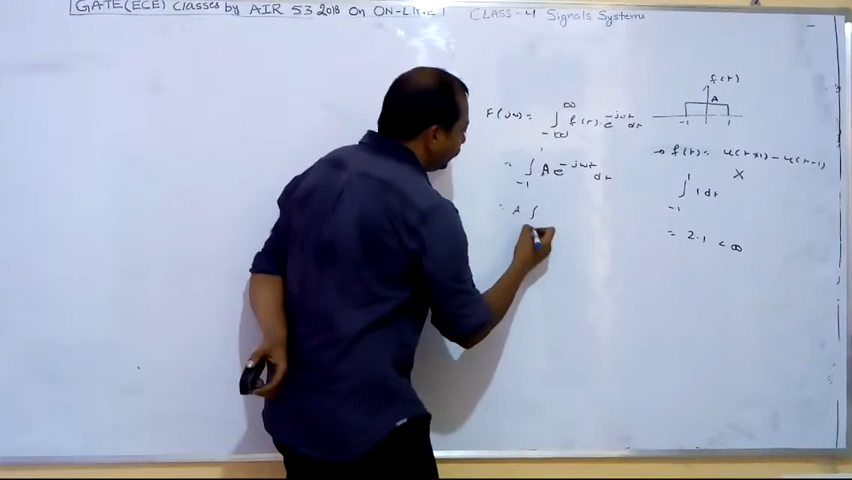 GATE(ECE) Classes by AIR 53 2018 On ON-LINE CLASS-4 Signals Systems
F(jω) = ∫_{-∞}^{∞} f(t) · e^{-jωt} dt
= ∫_{-1}^{1} A e^{-jωt} dt
= A ∫
f(t)
A
-1 1
→ f(t) = u(t+1) - u(t-1)
×
∫_{-1}^{1} 1 dt
= 2·1 < ∞